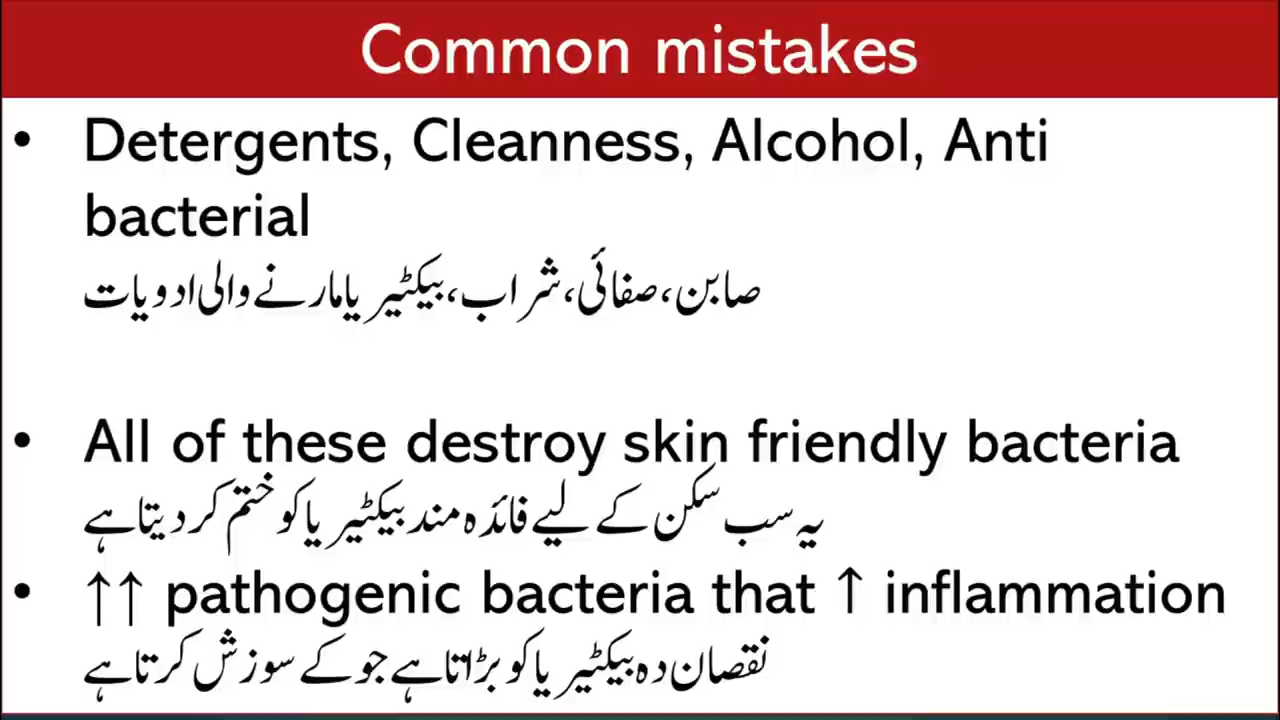 Common mistakes
• Detergents, Cleanness, Alcohol, Anti
bacterial
صابن، صفائی، شراب، بیکٹیریا مارنے والی ادویات
• All of these destroy skin friendly bacteria
یہ سب سکن کے لیے فائدہ مند بیکٹیریا کو ختم کر دیتا ہے
• ↑↑ pathogenic bacteria that ↑ inflammation
نقصان دہ بیکٹیریا کو بڑاتا ہے جو کے سوزش کرتا ہے